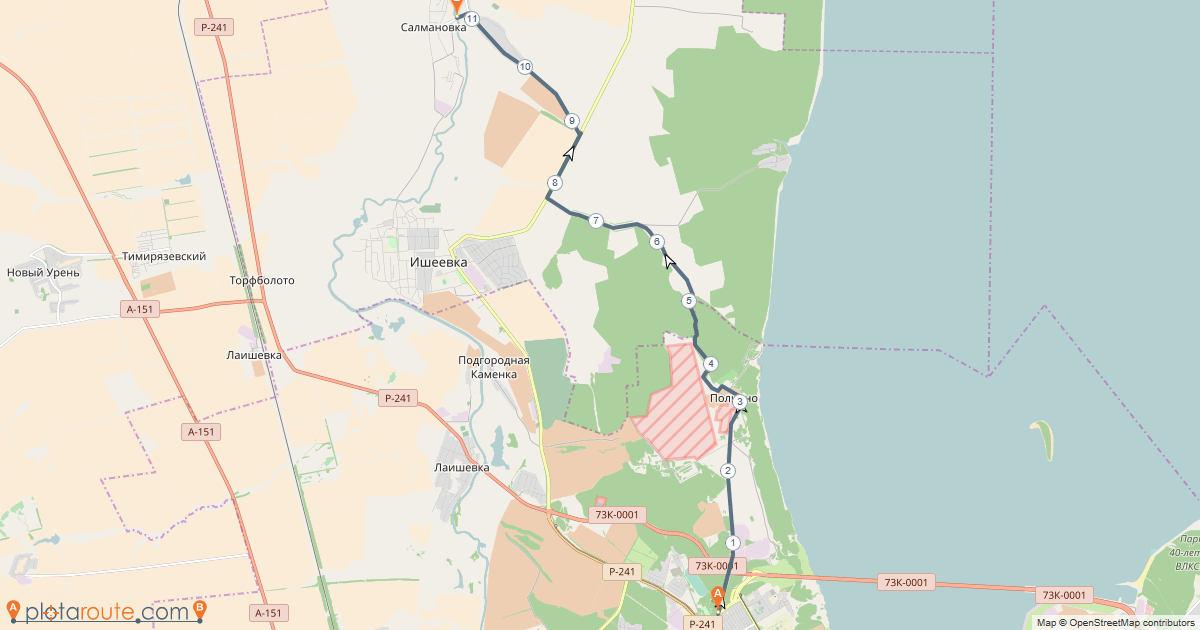 Р-241
Салмановка
11
10
9
8
7
6
Тимирязевский
Новый Урень
Ишеевка
Торфболото
5
А-151
Лаишевка
Подгородная
Каменка
4
Р-241
3
А-151
Лаишевка
2
73К-0001
1
Парк
40-лет
ВЛКС
73К-0001
Р-241
73К-0001
73К-0001
A
А-151
Р-241
A plotaroute.com B
Map © OpenStreetMap contributors